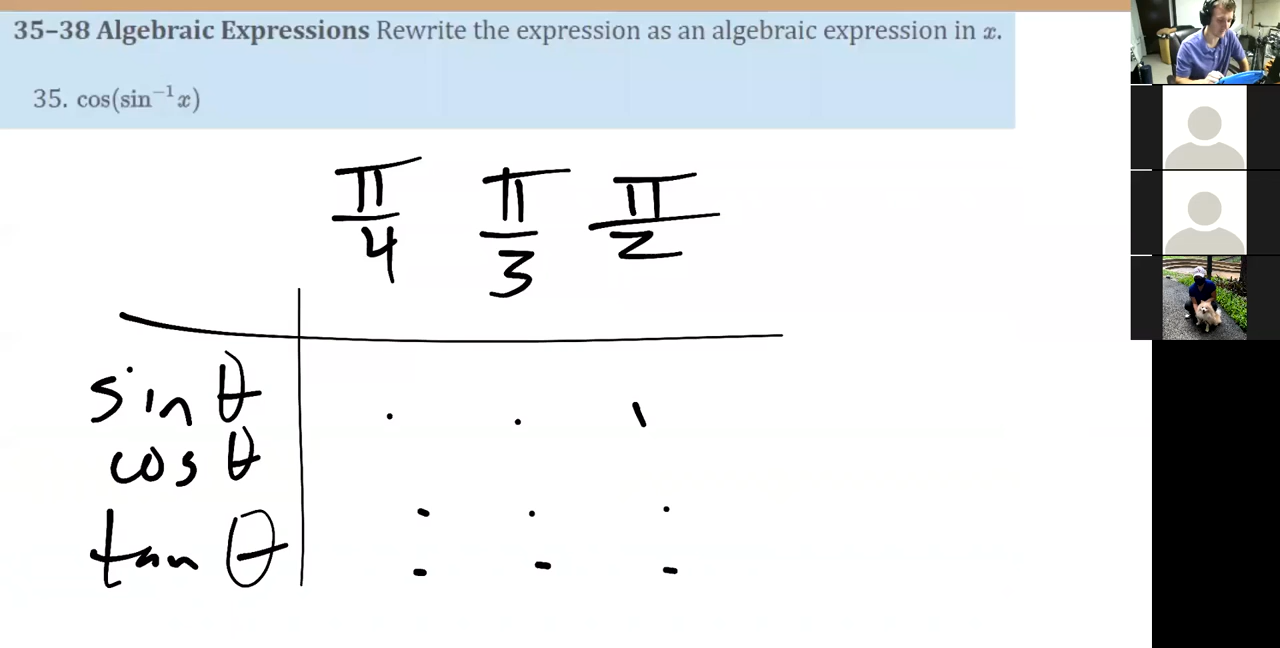 35–38 Algebraic Expressions Rewrite the expression as an algebraic expression in x.
35. cos(sin⁻¹x)
π/4 π/3 π/2
sin θ
cos θ
tan θ